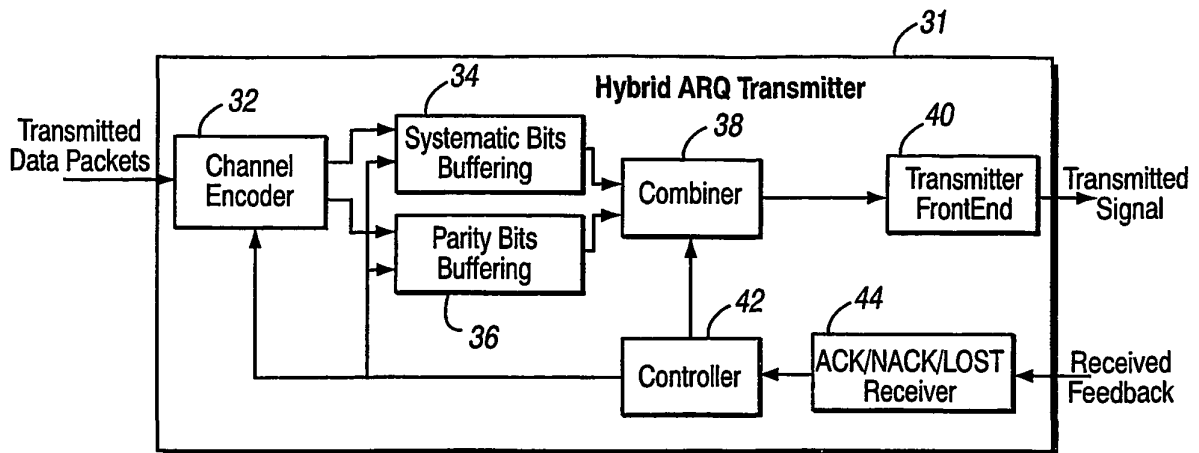 31
Hybrid ARQ Transmitter
Transmitted
Data Packets
32
Channel
Encoder
34
Systematic Bits
Buffering
Parity Bits
Buffering
36
38
Combiner
40
Transmitter
FrontEnd
Transmitted
Signal
42
Controller
44
ACK/NACK/LOST
Receiver
Received
Feedback